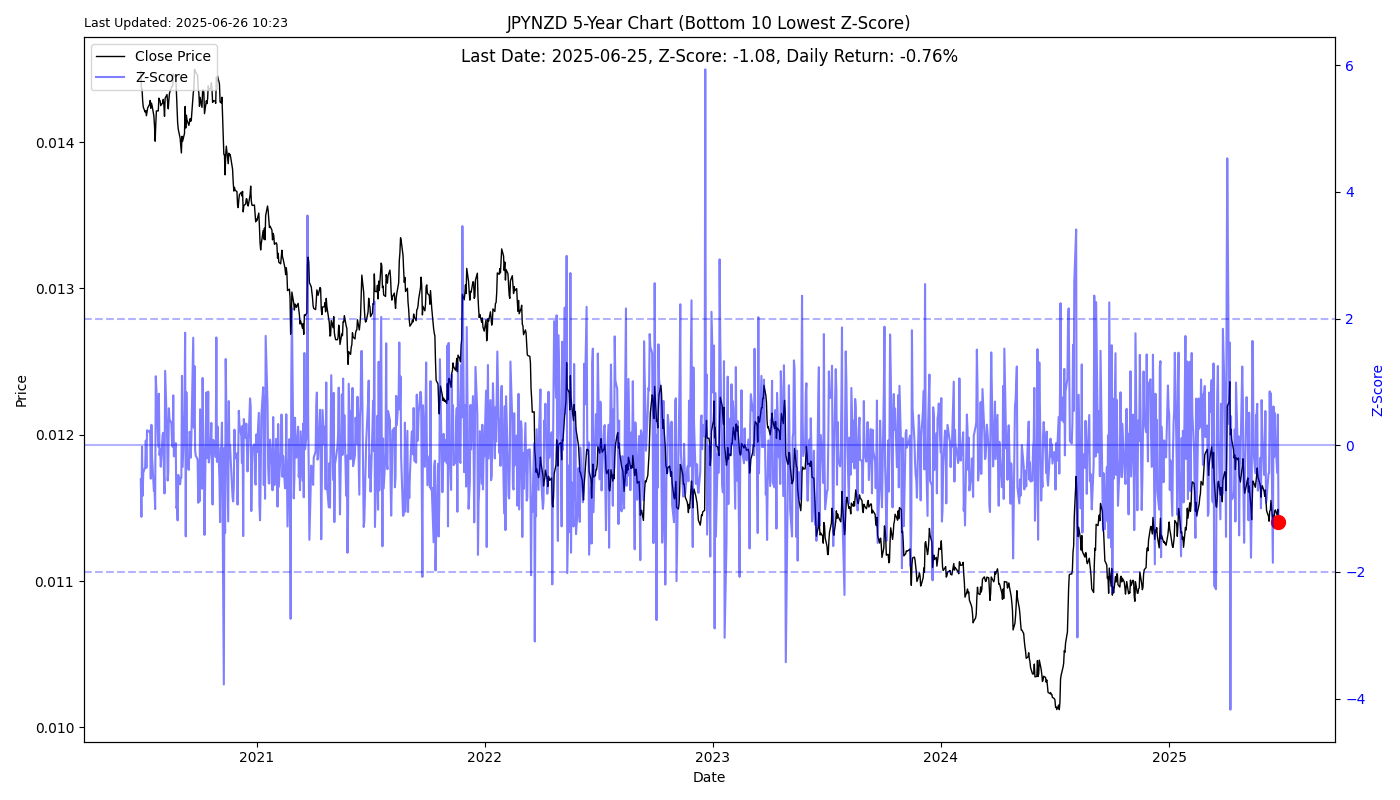 Last Updated: 2025-06-26 10:23
JPYNZD 5-Year Chart (Bottom 10 Lowest Z-Score)
Last Date: 2025-06-25, Z-Score: -1.08, Daily Return: -0.76%
Close Price
Z-Score
0.014
0.013
0.012
0.011
0.010
Price
6
4
2
0
−2
−4
Z-Score
2021
2022
2023
2024
2025
Date